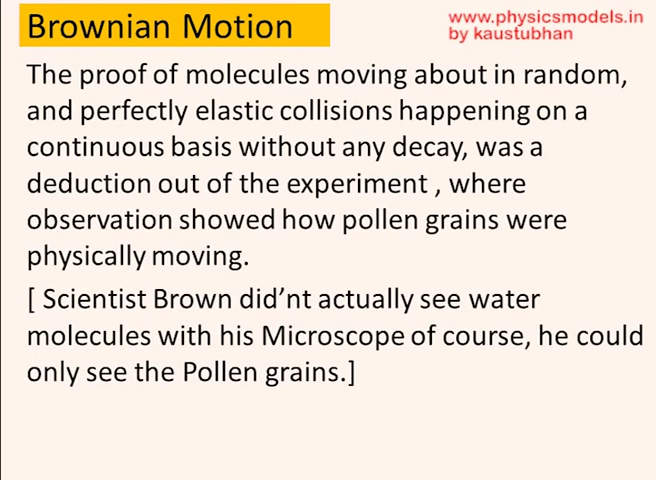 Brownian Motion
www.physicsmodels.in
by kaustubhan
The proof of molecules moving about in random,
and perfectly elastic collisions happening on a
continuous basis without any decay, was a
deduction out of the experiment , where
observation showed how pollen grains were
physically moving.
[ Scientist Brown did'nt actually see water
molecules with his Microscope of course, he could
only see the Pollen grains.]